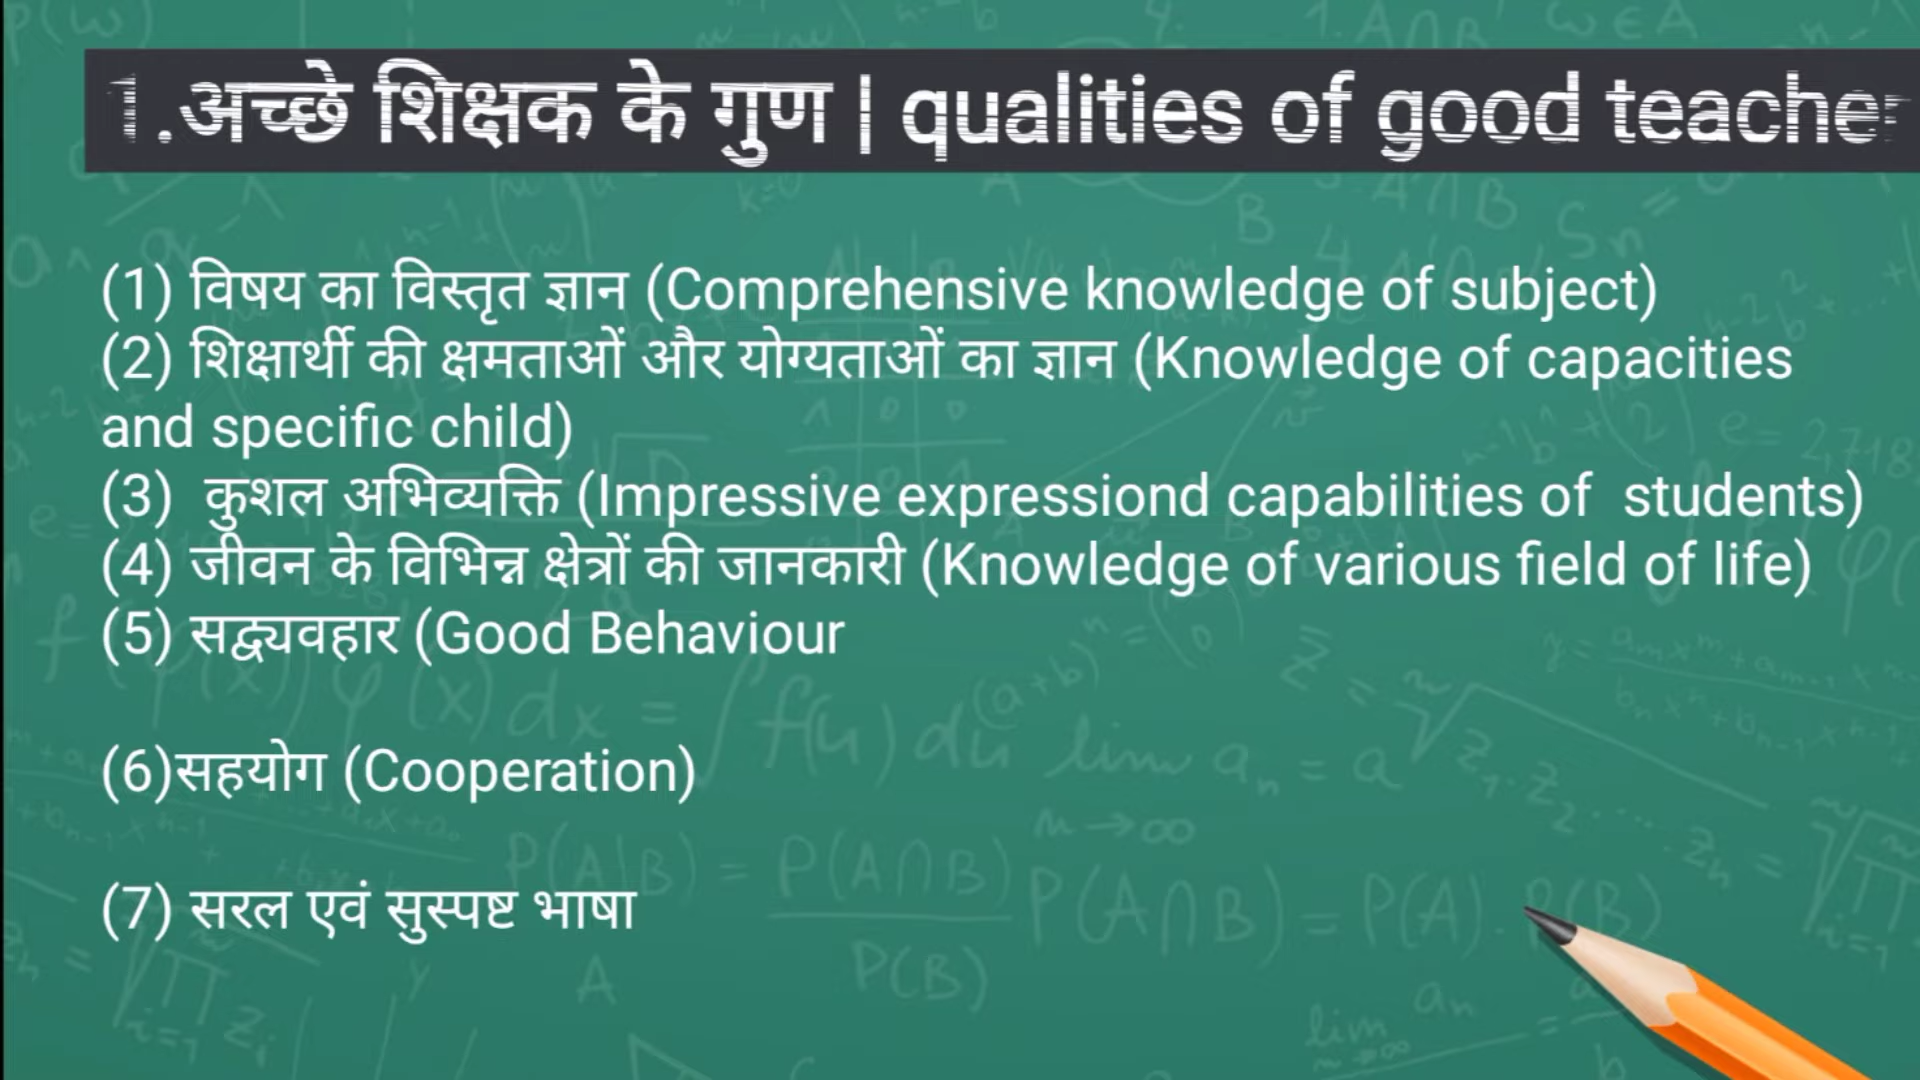 1.अच्छे शिक्षक के गुण | qualities of good teacher
(1) विषय का विस्तृत ज्ञान (Comprehensive knowledge of subject)
(2) शिक्षार्थी की क्षमताओं और योग्यताओं का ज्ञान (Knowledge of capacities
and specific child)
(3) कुशल अभिव्यक्ति (Impressive expressiond capabilities of students)
(4) जीवन के विभिन्न क्षेत्रों की जानकारी (Knowledge of various field of life)
(5) सद्व्यवहार (Good Behaviour
(6)सहयोग (Cooperation)
(7) सरल एवं सुस्पष्ट भाषा